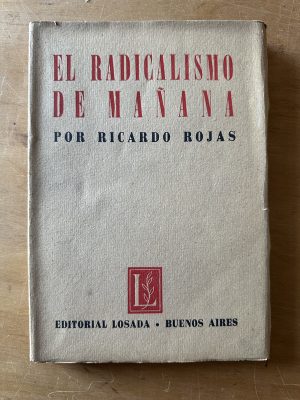 EL RADICALISMO
DE MAÑANA
POR RICARDO ROJAS
L
EDITORIAL LOSADA • BUENOS AIRES